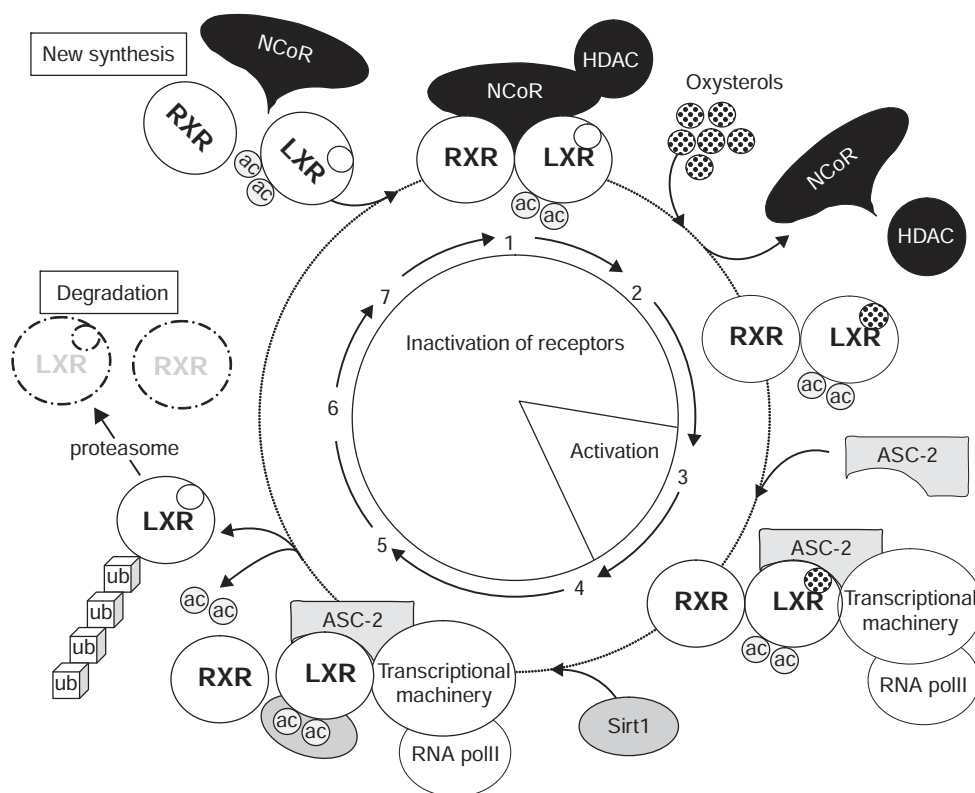 New synthesis
NCoR
RXR
LXR
ac
ac
NCoR
HDAC
RXR
LXR
ac
ac
Oxysterols
NCoR
HDAC
1
2
3
4
5
6
7
Inactivation of receptors
Activation
RXR
LXR
ac
ac
ASC-2
ASC-2
RXR
LXR
Transcriptional
machinery
ac
ac
RNA polII
Sirt1
ASC-2
RXR
LXR
Transcriptional
machinery
ac
ac
RNA polII
ac
ac
LXR
ub
ub
ub
ub
proteasome
Degradation
LXR
RXR